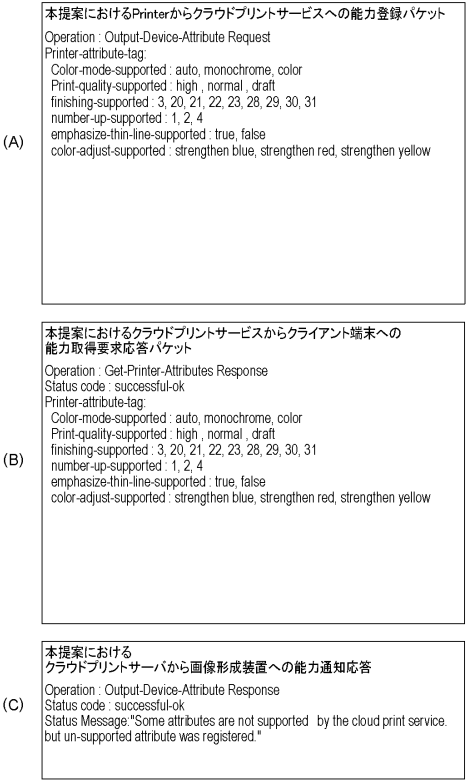 本提案におけるPrinterからクラウドプリントサービスへの能力登録パケット
Operation : Output-Device-Attribute Request
Printer-attribute-tag:
Color-mode-supported : auto, monochrome, color
Print-quality-supported : high , normal , draft
finishing-supported : 3, 20, 21, 22, 23, 28, 29, 30, 31
number-up-supported : 1, 2, 4
emphasize-thin-line-supported : true, false
color-adjust-supported : strengthen blue, strengthen red, strengthen yellow
(A)
本提案におけるクラウドプリントサービスからクライアント端末への
能力取得要求応答パケット
Operation : Get-Printer-Attributes Response
Status code : successful-ok
Printer-attribute-tag:
Color-mode-supported : auto, monochrome, color
Print-quality-supported : high , normal , draft
finishing-supported : 3, 20, 21, 22, 23, 28, 29, 30, 31
number-up-supported : 1, 2, 4
emphasize-thin-line-supported : true, false
color-adjust-supported : strengthen blue, strengthen red, strengthen yellow
(B)
本提案における
クラウドプリントサーバから画像形成装置への能力通知応答
Operation : Output-Device-Attribute Response
Status code : successful-ok
Status Message:"Some attributes are not supported by the cloud print service.
but un-supported attribute was registered."
(C)